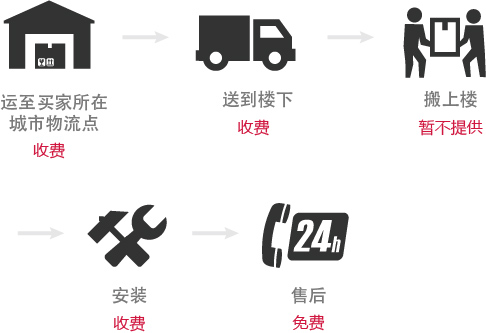 运至买家所在
城市物流点
收费
送到楼下
收费
搬上楼
暂不提供
安装
收费
24h
售后
免费